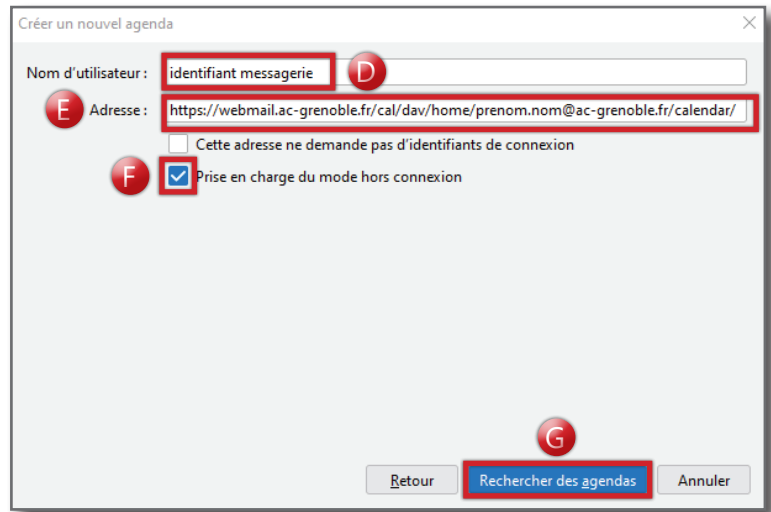 Créer un nouvel agenda
Nom d'utilisateur : identifiant messagerie D
E Adresse : https://webmail.ac-grenoble.fr/cal/dav/home/prenom.nom@ac-grenoble.fr/calendar/
Cette adresse ne demande pas d'identifiants de connexion
F Prise en charge du mode hors connexion
G
Retour Rechercher des agendas Annuler